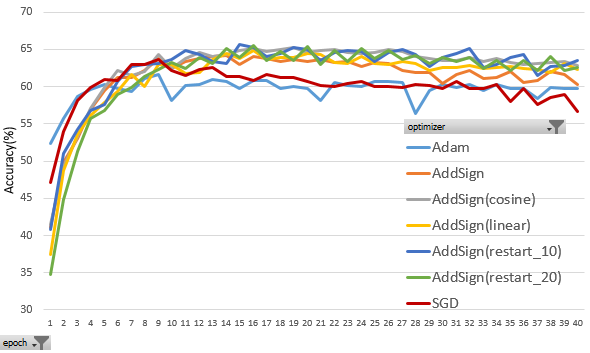 70
65
60
55
50
45
40
35
30
Accuracy(%)
optimizer
Adam
AddSign
AddSign(cosine)
AddSign(linear)
AddSign(restart_10)
AddSign(restart_20)
SGD
1 2 3 4 5 6 7 8 9 10 11 12 13 14 15 16 17 18 19 20 21 22 23 24 25 26 27 28 29 30 31 32 33 34 35 36 37 38 39 40
epoch